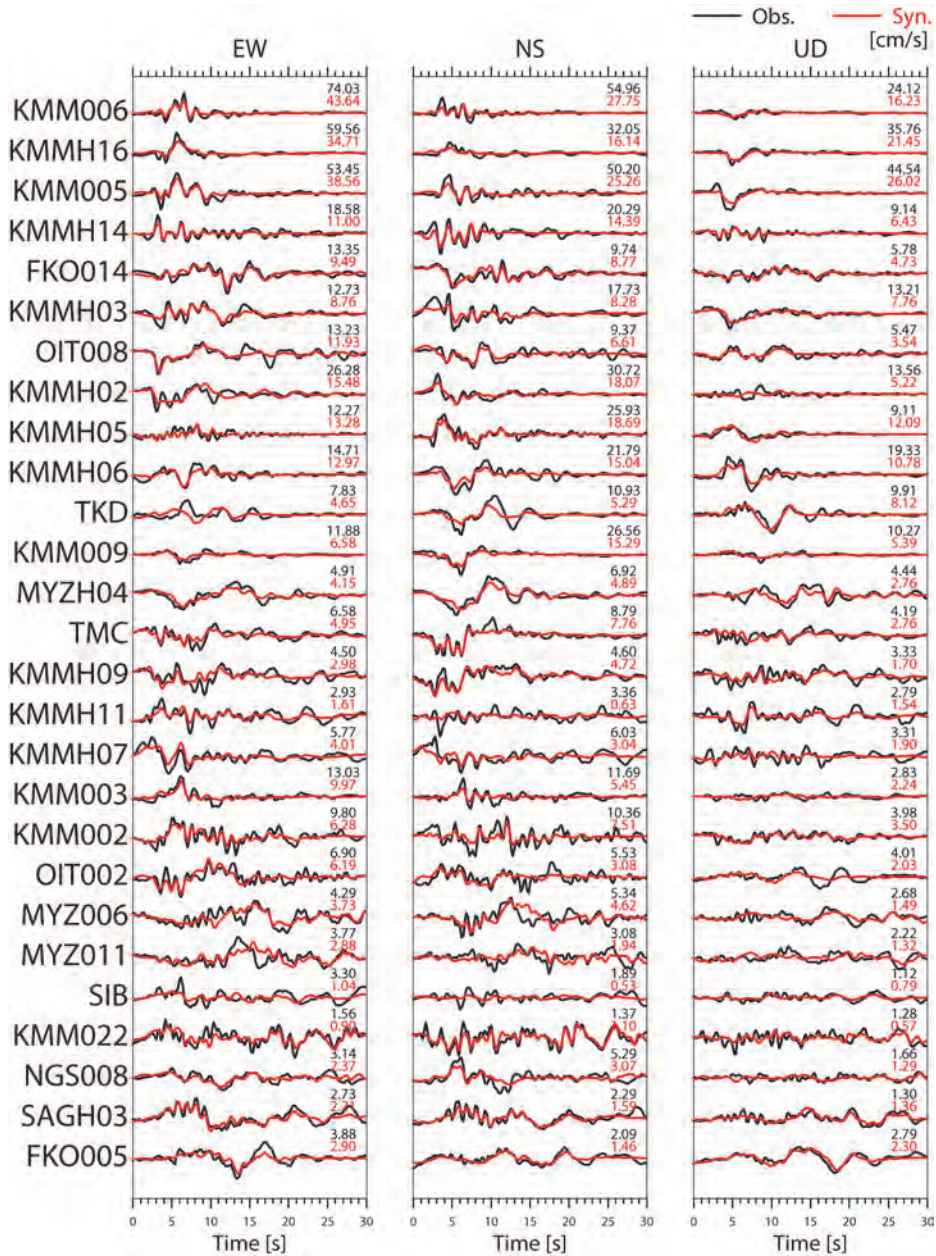 Obs. Syn.
[cm/s]
EW NS UD
74.03 54.96 24.12
KMM006 43.64 27.75 16.23
59.56 32.05 35.76
KMMH16 34.71 16.14 21.45
53.45 50.20 44.54
KMM005 38.56 25.26 26.02
18.58 20.29 9.14
KMMH14 11.00 14.39 6.43
13.35 9.74 5.78
FKO014 9.49 8.77 4.73
12.73 17.73 13.21
KMMH03 8.76 8.28 7.76
13.23 9.37 5.47
OIT008 11.93 6.61 3.54
26.28 30.72 13.56
KMMH02 15.48 18.07 5.22
12.27 25.93 9.11
KMMH05 13.28 18.69 12.09
14.71 21.79 19.33
KMMH06 12.97 15.04 10.78
7.83 10.93 9.91
TKD 4.65 5.29 8.12
11.88 26.56 10.27
KMM009 6.58 15.29 5.39
4.91 6.92 4.44
MYZH04 4.15 4.89 2.76
6.58 8.79 4.19
TMC 4.95 7.76 2.76
4.50 4.60 3.33
KMMH09 2.98 4.72 1.70
2.93 3.36 2.79
KMMH11 1.61 0.63 1.54
5.77 6.03 3.31
KMMH07 4.01 3.04 1.90
13.03 11.69 2.83
KMM003 9.97 5.45 2.24
9.80 10.36 3.98
KMM002 6.28 7.51 3.50
6.90 5.53 4.01
OIT002 6.19 3.08 2.03
4.29 5.34 2.68
MYZ006 3.73 4.62 1.49
3.77 3.08 2.22
MYZ011 2.88 1.94 1.32
3.30 1.89 1.12
SIB 1.04 0.53 0.79
1.56 1.37 1.28
KMM022 0.57
3.14 5.29 1.66
NGS008 2.37 3.07 1.29
2.73 2.29 1.30
SAGH03 1.36
3.88 2.09 2.79
FKO005 2.90 1.46 2.30
0 5 10 15 20 25 30 0 5 10 15 20 25 30 0 5 10 15 20 25 30
Time [s] Time [s] Time [s]